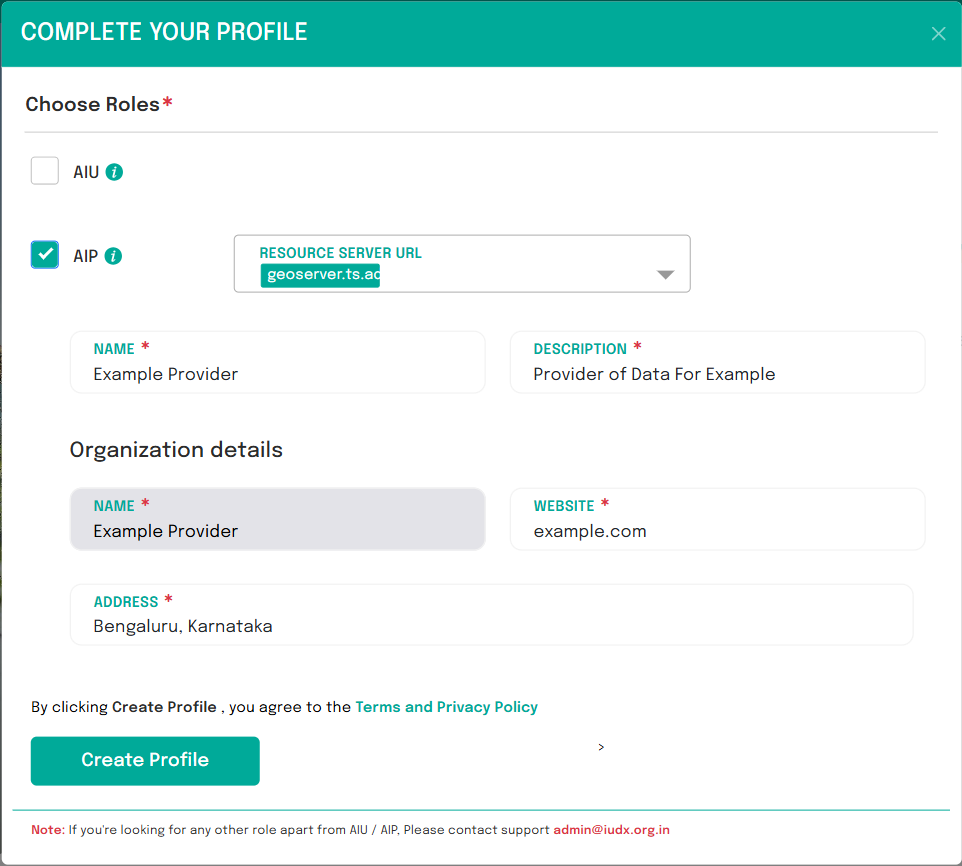 COMPLETE YOUR PROFILE
Choose Roles*
AIU
AIP
RESOURCE SERVER URL
geoserver.ts.ad
NAME *
Example Provider
DESCRIPTION *
Provider of Data For Example
Organization details
NAME *
Example Provider
WEBSITE *
example.com
ADDRESS *
Bengaluru, Karnataka
By clicking Create Profile , you agree to the Terms and Privacy Policy
>
Create Profile
Note: If you're looking for any other role apart from AIU / AIP, Please contact support admin@iudx.org.in